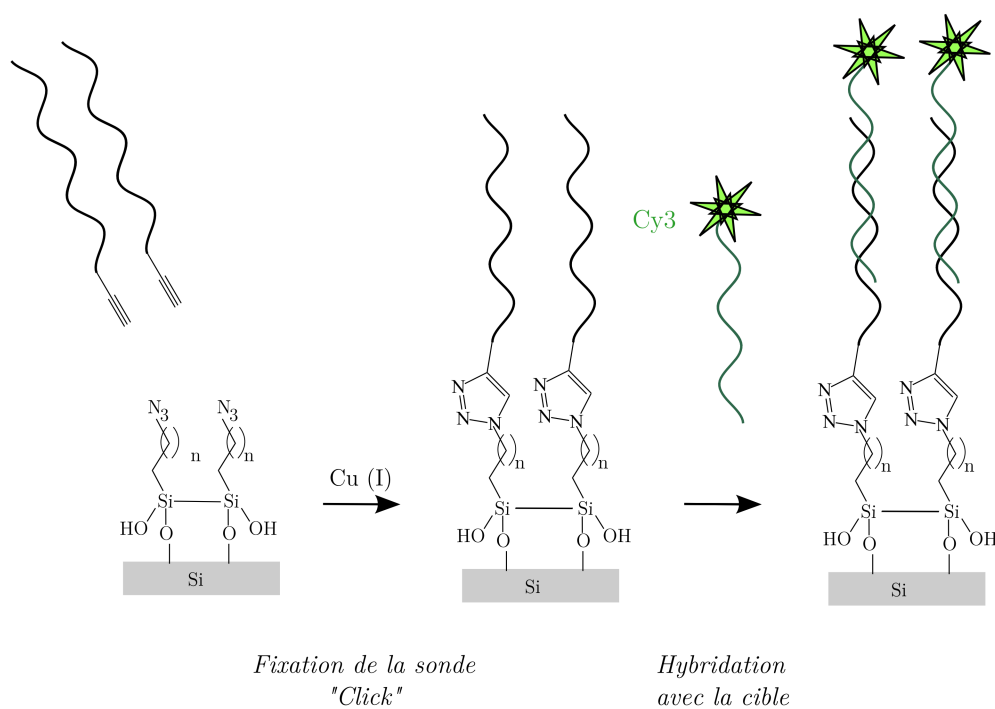 Cy3
N N
N N
N N
N N
N N
N N
N3 N3
n n
n n
n n
Cu (I)
Si Si
Si Si
Si Si
HO O O OH
HO O O OH
HO O O OH
Si
Si
Si
Fixation de la sonde
"Click"
Hybridation
avec la cible